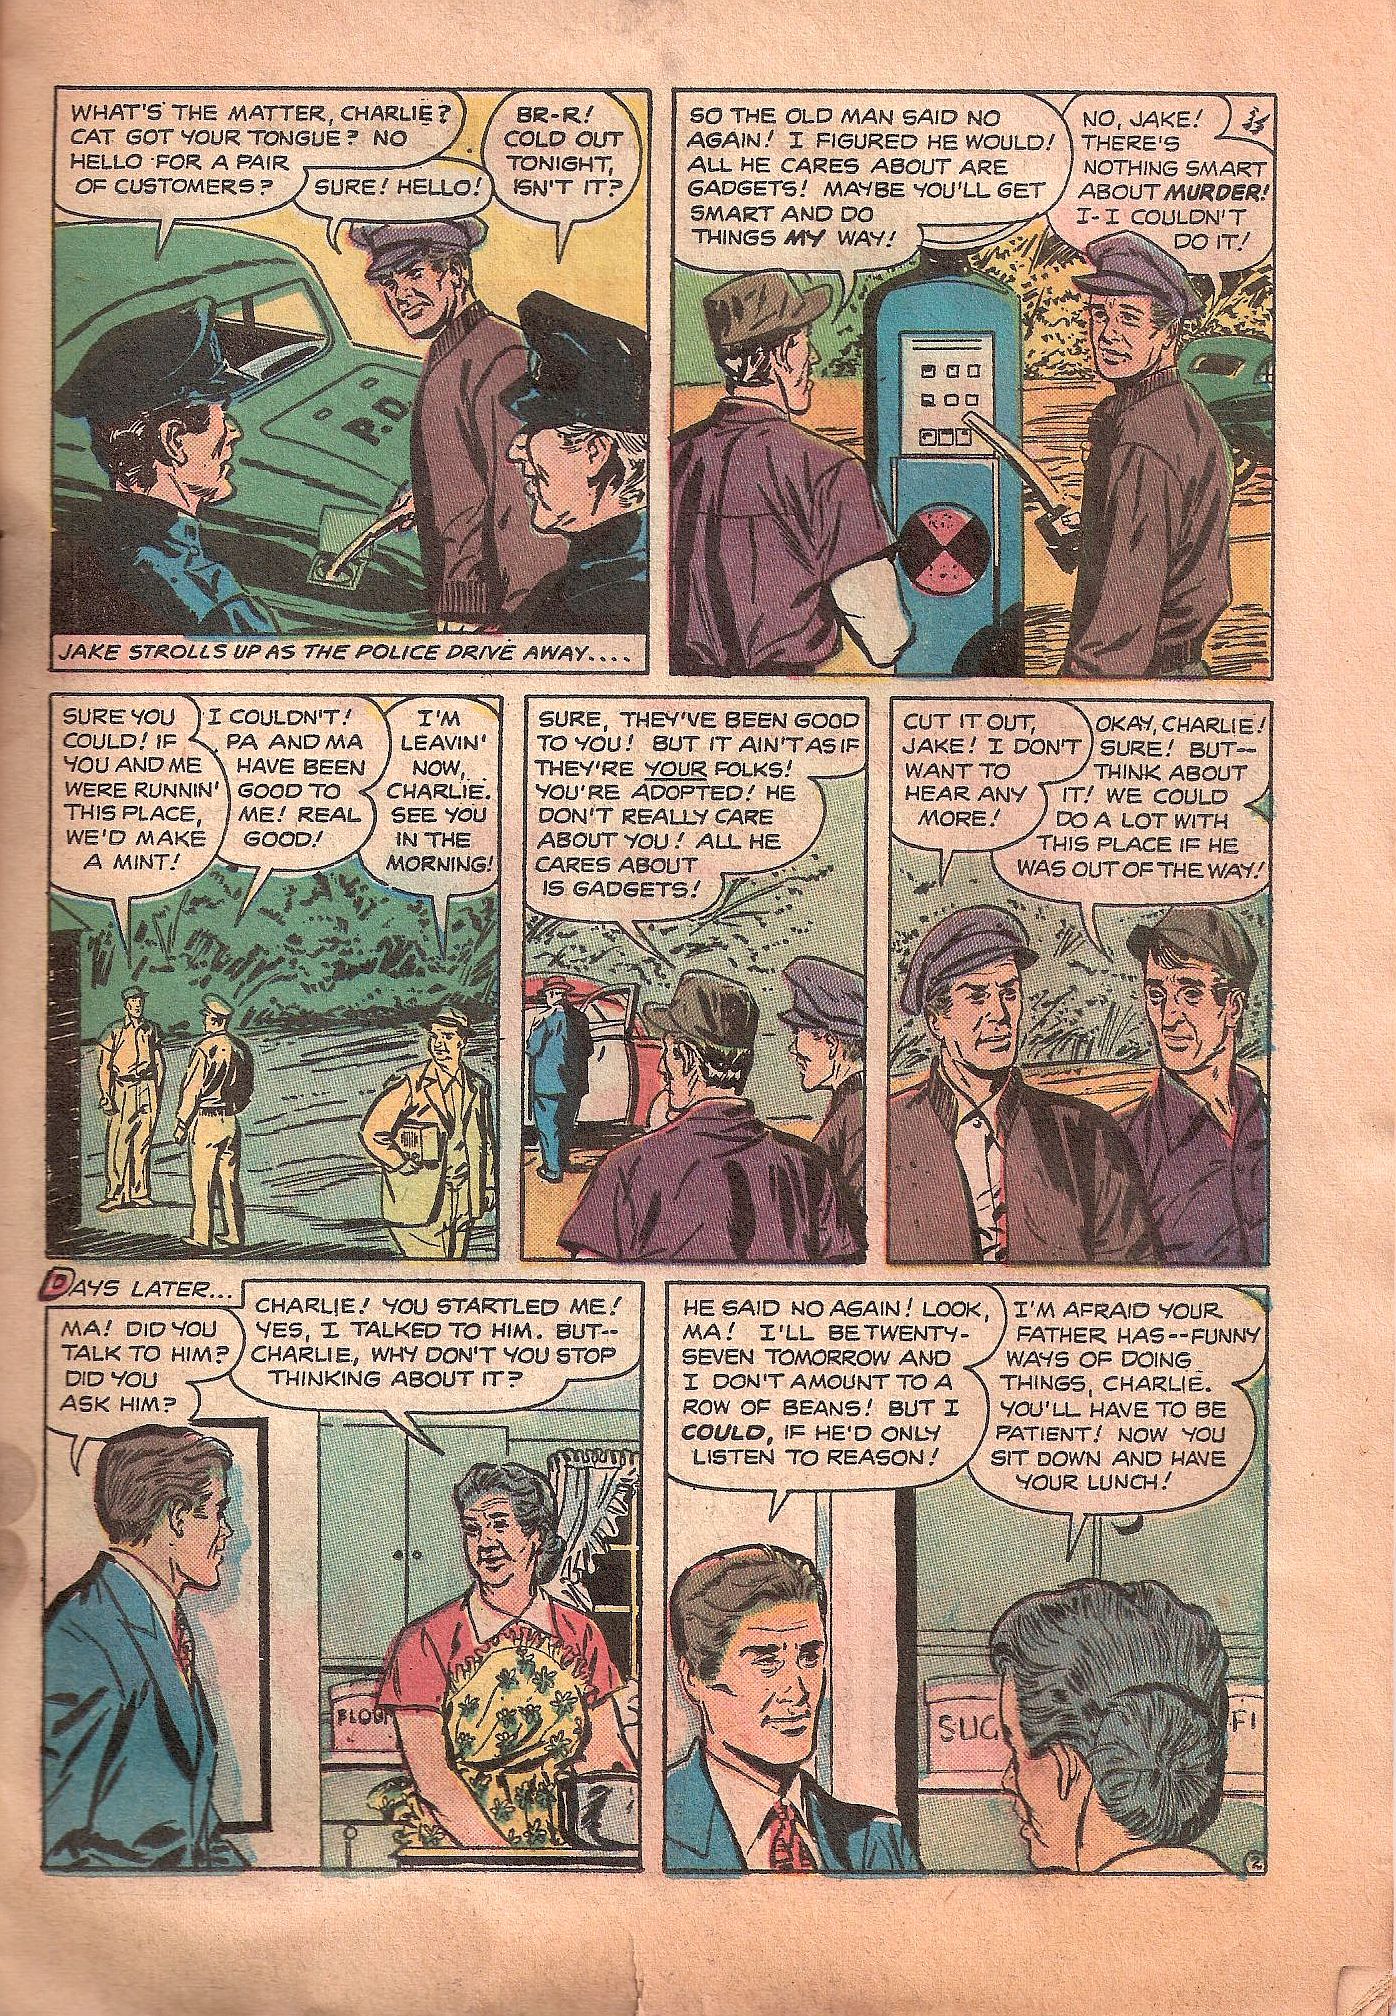 WHAT'S THE MATTER, CHARLIE?
CAT GOT YOUR TONGUE? NO
HELLO FOR A PAIR
OF CUSTOMERS?
SURE! HELLO!
BR-R!
COLD OUT
TONIGHT,
ISN'T IT?
P.D.
JAKE STROLLS UP AS THE POLICE DRIVE AWAY....
SO THE OLD MAN SAID NO
AGAIN! I FIGURED HE WOULD!
ALL HE CARES ABOUT ARE
GADGETS! MAYBE YOU'LL GET
SMART AND DO
THINGS MY WAY!
NO, JAKE!
THERE'S
NOTHING SMART
ABOUT MURDER!
I-I COULDN'T
DO IT!
SURE YOU
COULD! IF
YOU AND ME
WERE RUNNIN'
THIS PLACE,
WE'D MAKE
A MINT!
I COULDN'T!
PA AND MA
HAVE BEEN
GOOD TO
ME! REAL
GOOD!
I'M
LEAVIN'
NOW,
CHARLIE.
SEE YOU
IN THE
MORNING!
SURE, THEY'VE BEEN GOOD
TO YOU! BUT IT AIN'T AS IF
THEY'RE YOUR FOLKS!
YOU'RE ADOPTED! HE
DON'T REALLY CARE
ABOUT YOU! ALL HE
CARES ABOUT
IS GADGETS!
CUT IT OUT,
JAKE! I DON'T
WANT TO
HEAR ANY
MORE!
OKAY, CHARLIE!
SURE! BUT--
THINK ABOUT
IT! WE COULD
DO A LOT WITH
THIS PLACE IF HE
WAS OUT OF THE WAY!
DAYS LATER...
MA! DID YOU
TALK TO HIM?
DID YOU
ASK HIM?
CHARLIE! YOU STARTLED ME!
YES, I TALKED TO HIM. BUT--
CHARLIE, WHY DON'T YOU STOP
THINKING ABOUT IT?
FLOUR
HE SAID NO AGAIN! LOOK,
MA! I'LL BE TWENTY-
SEVEN TOMORROW AND
I DON'T AMOUNT TO A
ROW OF BEANS! BUT I
COULD, IF HE'D ONLY
LISTEN TO REASON!
I'M AFRAID YOUR
FATHER HAS--FUNNY
WAYS OF DOING
THINGS, CHARLIE.
YOU'LL HAVE TO BE
PATIENT! NOW YOU
SIT DOWN AND HAVE
YOUR LUNCH!
SUG
FI
2